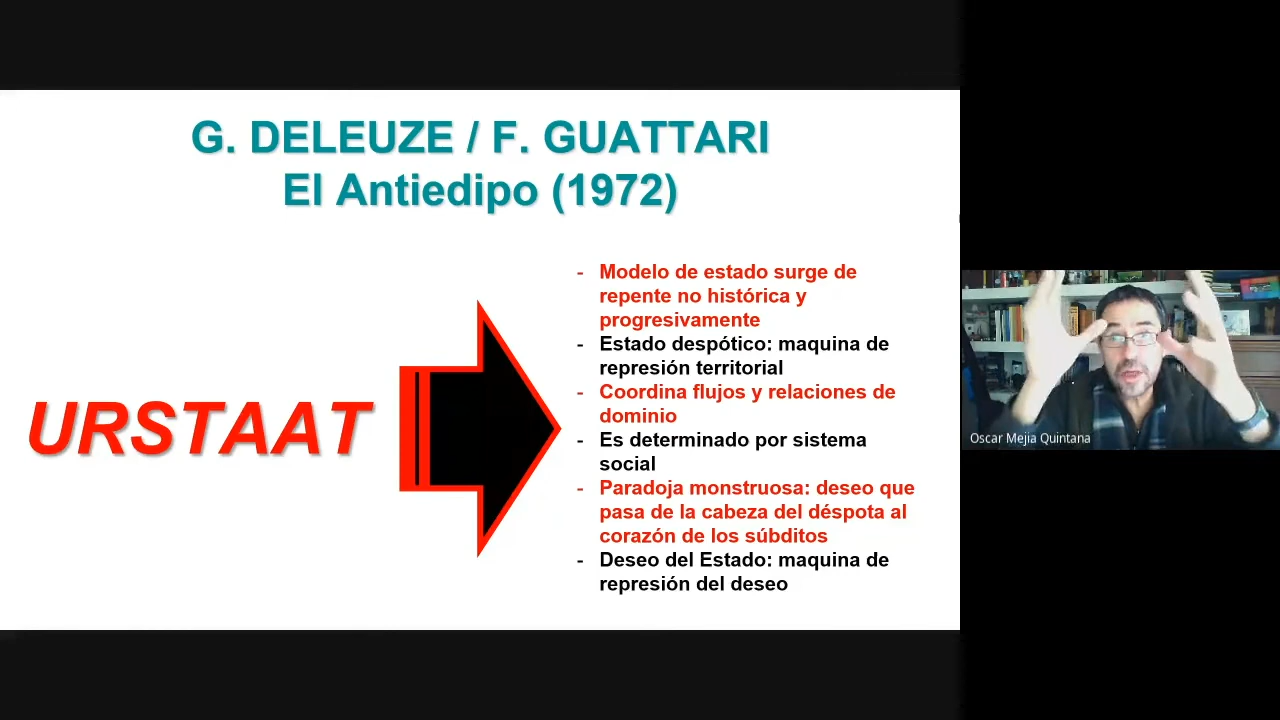 G. DELEUZE / F. GUATTARI
El Antiedipo (1972)
URSTAAT
- Modelo de estado surge de
repente no histórica y
progresivamente
- Estado despótico: maquina de
represión territorial
- Coordina flujos y relaciones de
dominio
- Es determinado por sistema
social
- Paradoja monstruosa: deseo que
pasa de la cabeza del déspota al
corazón de los súbditos
- Deseo del Estado: maquina de
represión del deseo
Oscar Mejia Quintana